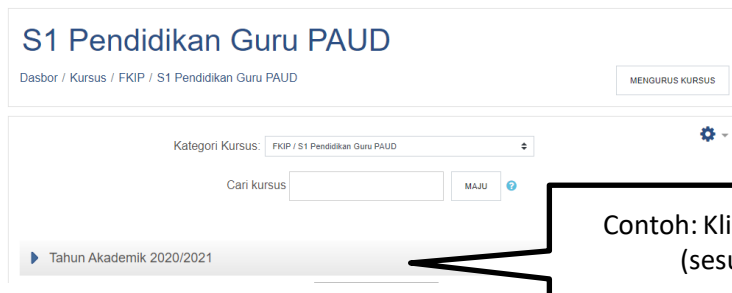 S1 Pendidikan Guru PAUD
Dasbor / Kursus / FKIP / S1 Pendidikan Guru PAUD
MENGURUS KURSUS
Kategori Kursus: FKIP / S1 Pendidikan Guru PAUD
Cari kursus MAJU ?
Tahun Akademik 2020/2021
Contoh: Kli
(sesu